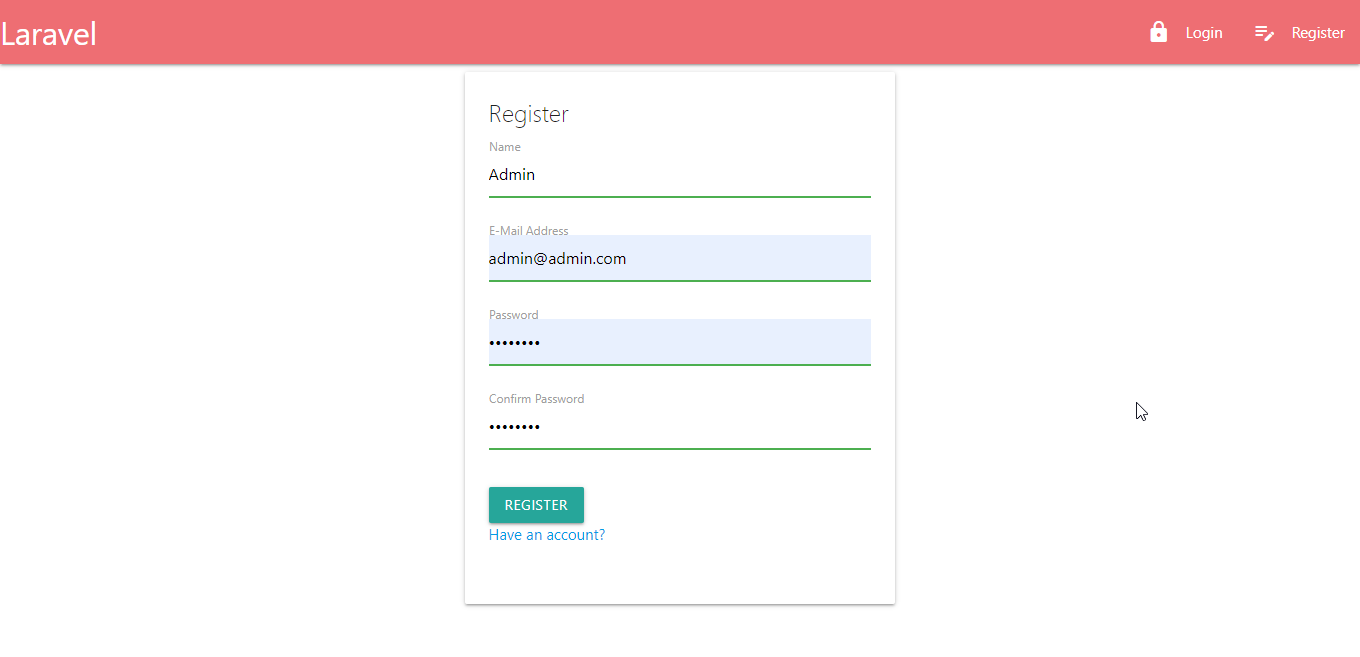 Laravel
Login
Register
Register
Name
Admin
E-Mail Address
admin@admin.com
Password
••••••••
Confirm Password
••••••••
REGISTER
Have an account?